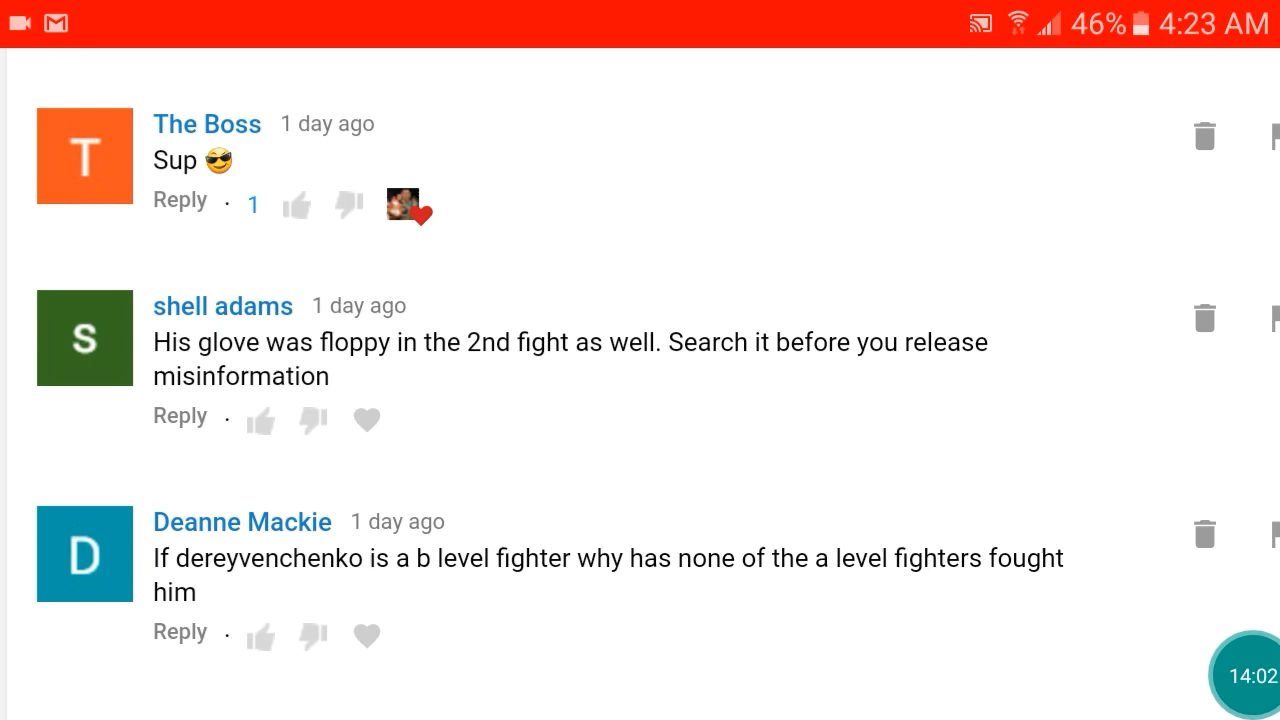 46% 4:23 AM
T
The Boss 1 day ago
Sup 😎
Reply · 1
S
shell adams 1 day ago
His glove was floppy in the 2nd fight as well. Search it before you release
misinformation
Reply ·
D
Deanne Mackie 1 day ago
If dereyvenchenko is a b level fighter why has none of the a level fighters fought
him
Reply ·
14:02